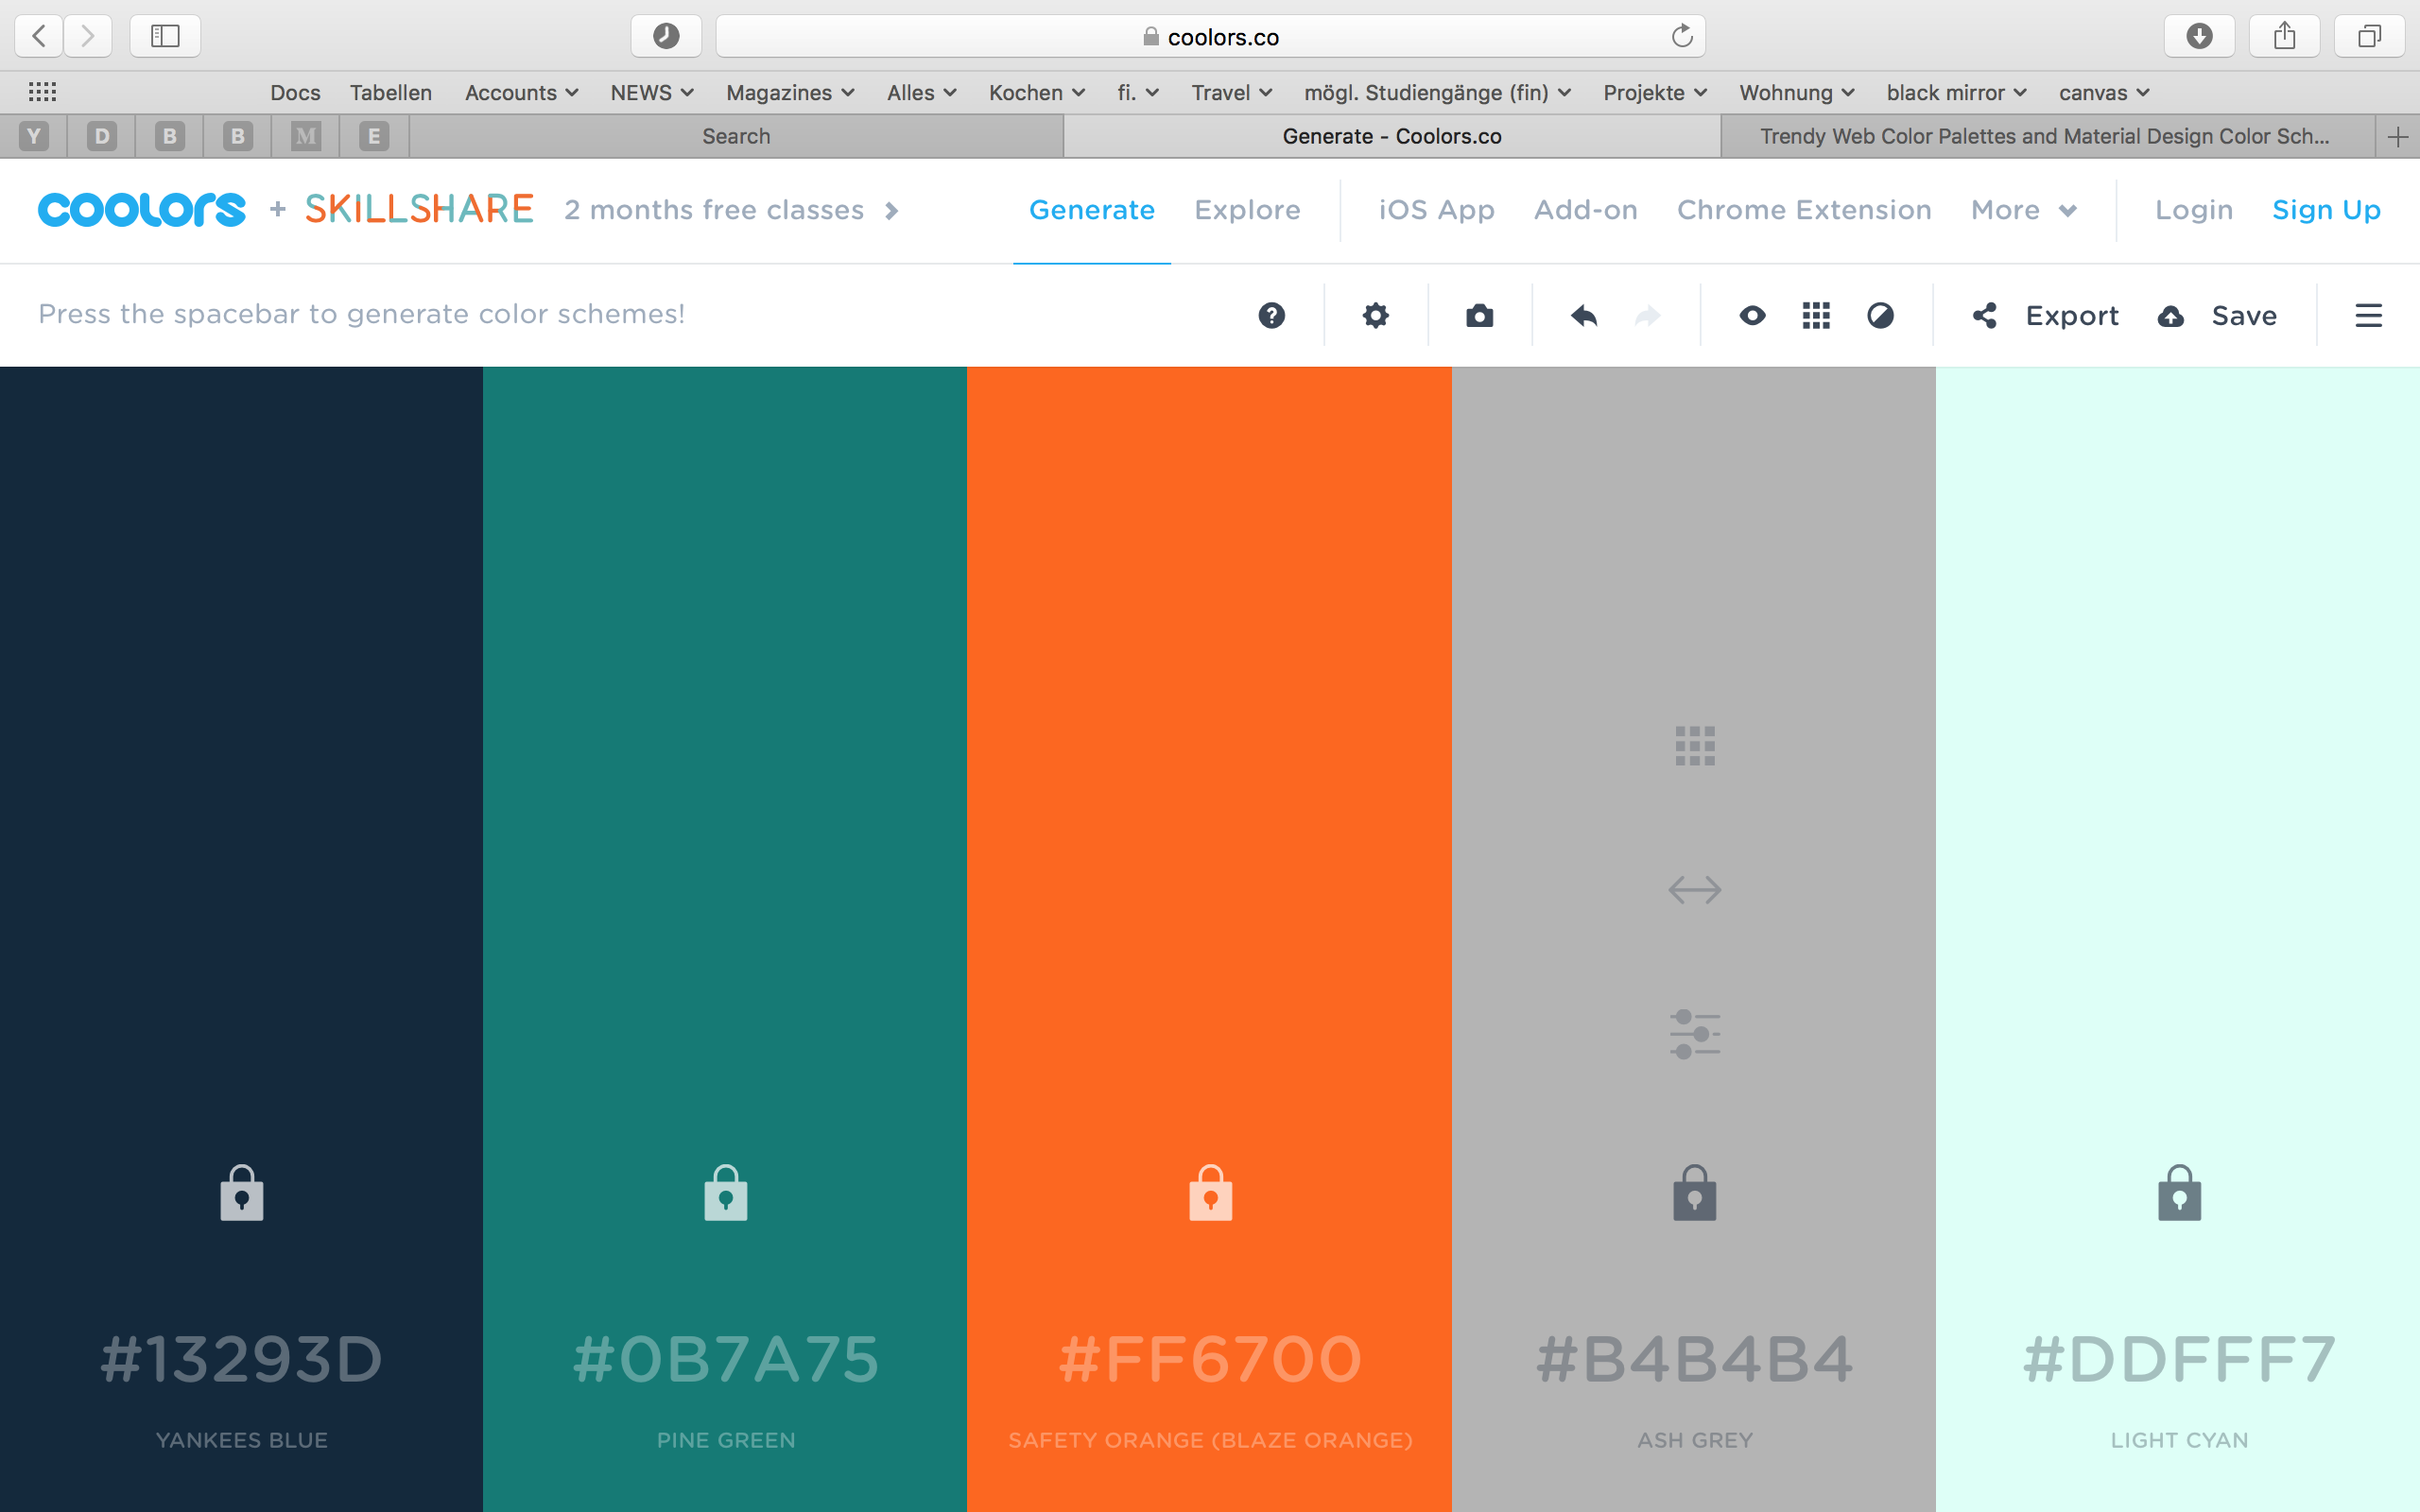 coolors.co
Docs Tabellen Accounts NEWS Magazines Alles Kochen fi. Travel mögl. Studiengänge (fin) Projekte Wohnung black mirror canvas
Y D B B M E Search Generate - Coolors.co Trendy Web Color Palettes and Material Design Color Sch...
coolors + SKILLSHARE 2 months free classes Generate Explore iOS App Add-on Chrome Extension More Login Sign Up
Press the spacebar to generate color schemes! Export Save
#13293D #0B7A75 #FF6700 #B4B4B4 #DDFFF7
YANKEES BLUE PINE GREEN SAFETY ORANGE (BLAZE ORANGE) ASH GREY LIGHT CYAN